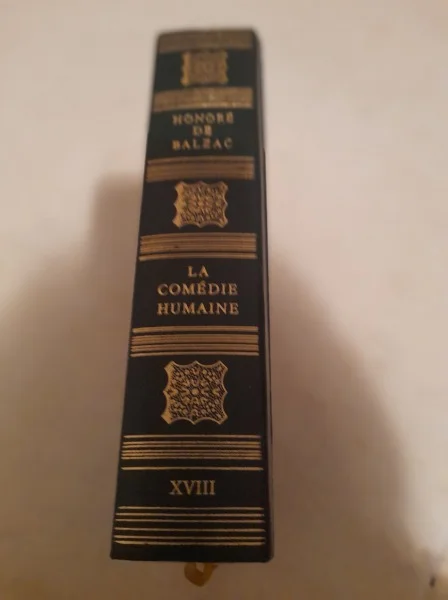 HONORÉ
DE
BALZAC
LA
COMÉDIE
HUMAINE
XVIII